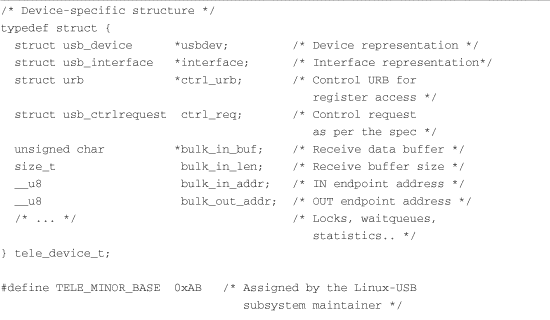 /* Device-specific structure */
typedef struct {
  struct usb_device      *usbdev;         /* Device representation */
  struct usb_interface   *interface;      /* Interface representation*/
  struct urb             *ctrl_urb;       /* Control URB for
                                             register access */
  struct usb_ctrlrequest  ctrl_req;       /* Control request
                                             as per the spec */
  unsigned char          *bulk_in_buf;    /* Receive data buffer */
  size_t                  bulk_in_len;    /* Receive buffer size */
  __u8                    bulk_in_addr;   /* IN endpoint address */
  __u8                    bulk_out_addr;  /* OUT endpoint address */
  /* ... */                               /* Locks, waitqueues,
                                             statistics.. */
} tele_device_t;
#define TELE_MINOR_BASE  0xAB   /* Assigned by the Linux-USB
                                   subsystem maintainer */